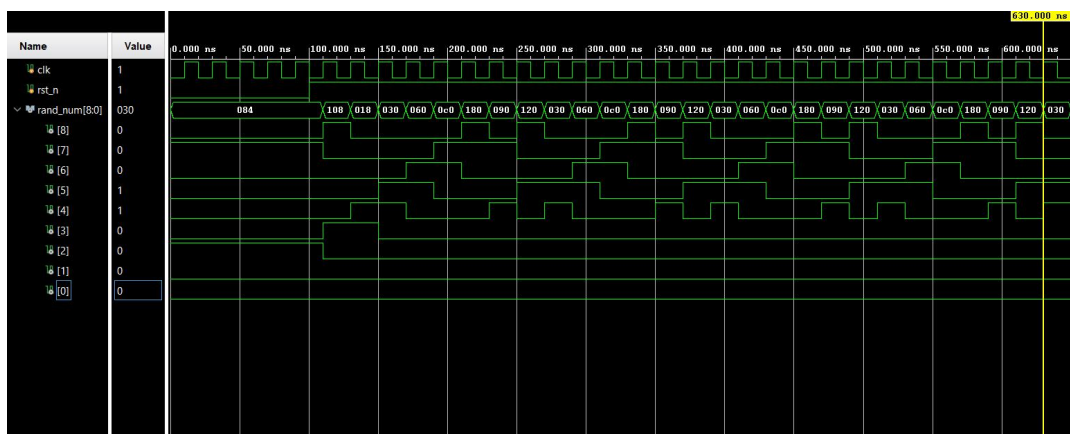 630.000 ns
Name Value 0.000 ns 50.000 ns 100.000 ns 150.000 ns 200.000 ns 250.000 ns 300.000 ns 350.000 ns 400.000 ns 450.000 ns 500.000 ns 550.000 ns 600.000 ns
clk 1
rst_n 1
rand_num[8:0] 030 084 108 018 030 060 0c0 180 090 120 030 060 0c0 180 090 120 030 060 0c0 180 090 120 030 060 0c0 180 090 120 030
[8] 0
[7] 0
[6] 0
[5] 1
[4] 1
[3] 0
[2] 0
[1] 0
[0] 0